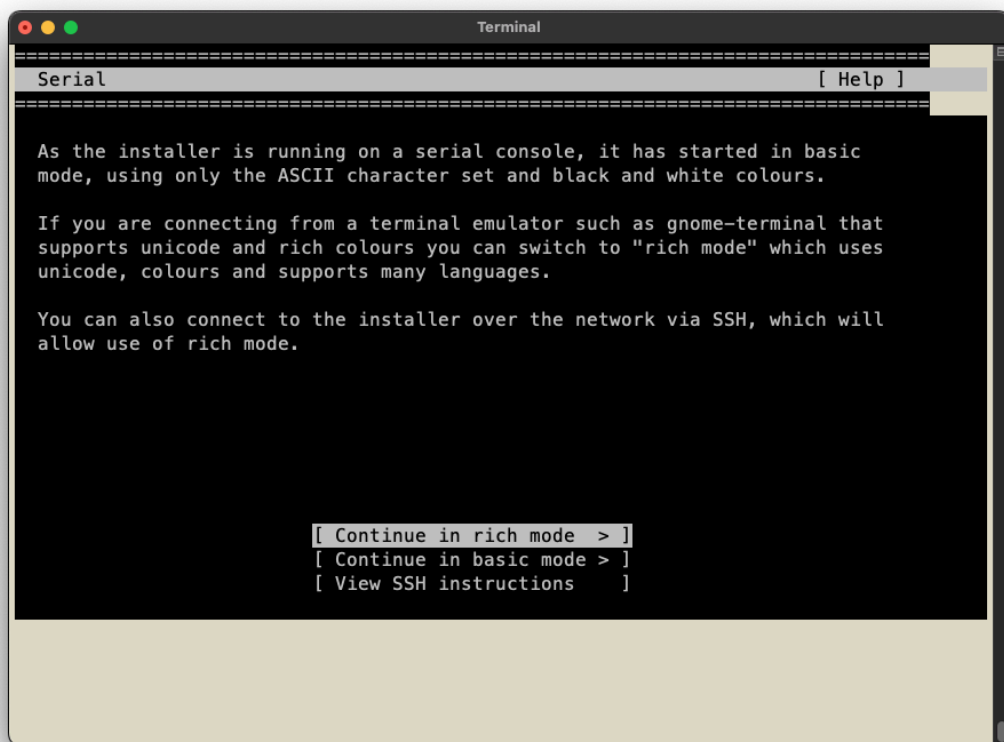 Terminal
================================================================================
Serial [ Help ]
================================================================================
As the installer is running on a serial console, it has started in basic
mode, using only the ASCII character set and black and white colours.
If you are connecting from a terminal emulator such as gnome-terminal that
supports unicode and rich colours you can switch to "rich mode" which uses
unicode, colours and supports many languages.
You can also connect to the installer over the network via SSH, which will
allow use of rich mode.
[ Continue in rich mode > ]
[ Continue in basic mode > ]
[ View SSH instructions ]